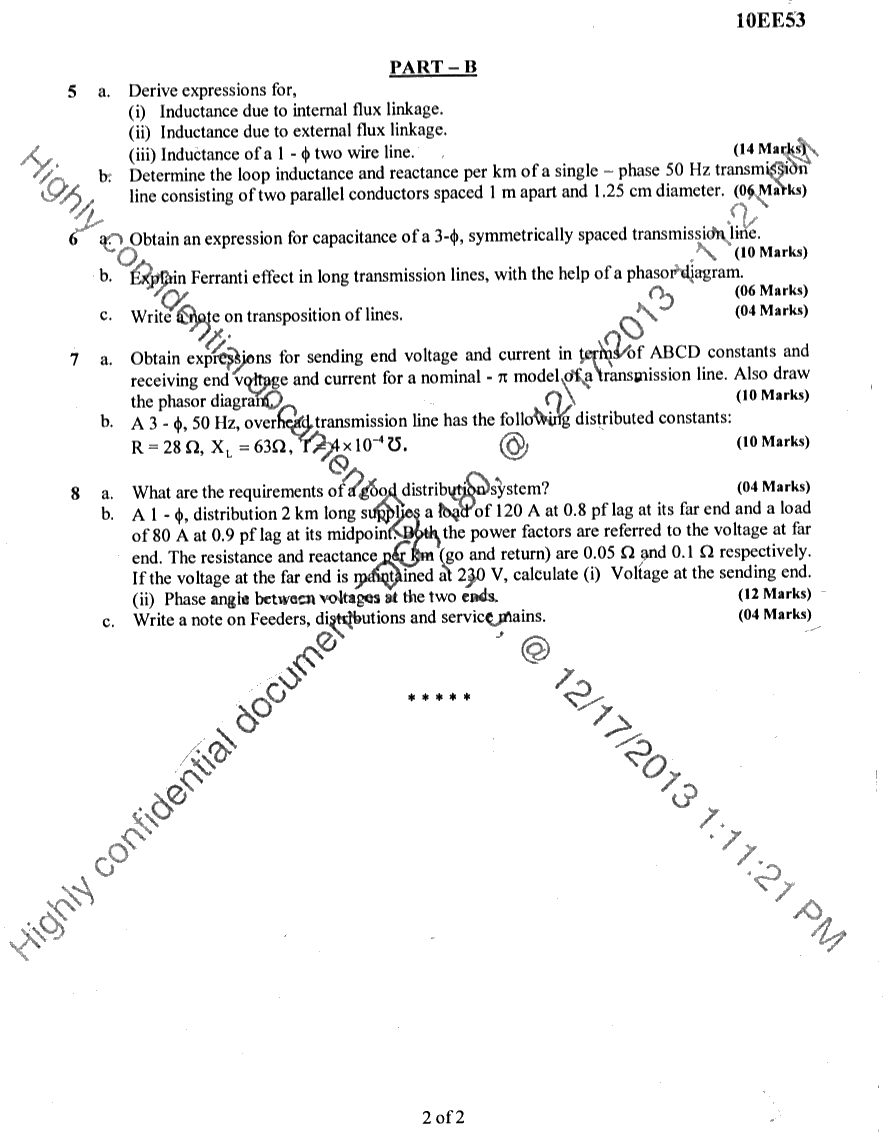 10EE53
PART – B
5 a. Derive expressions for,
(i) Inductance due to internal flux linkage.
(ii) Inductance due to external flux linkage.
(iii) Inductance of a 1 - ϕ two wire line. (14 Marks)
b. Determine the loop inductance and reactance per km of a single – phase 50 Hz transmission
line consisting of two parallel conductors spaced 1 m apart and 1.25 cm diameter. (06 Marks)
6 a. Obtain an expression for capacitance of a 3-ϕ, symmetrically spaced transmission line.
(10 Marks)
b. Explain Ferranti effect in long transmission lines, with the help of a phasor diagram.
(06 Marks)
c. Write a note on transposition of lines. (04 Marks)
7 a. Obtain expressions for sending end voltage and current in terms of ABCD constants and
receiving end voltage and current for a nominal - π model of a transmission line. Also draw
the phasor diagram. (10 Marks)
b. A 3 - ϕ, 50 Hz, overhead transmission line has the following distributed constants:
R = 28 Ω, X_L = 63Ω, Y = 4×10⁻⁴ ℧. (10 Marks)
8 a. What are the requirements of a good distribution system? (04 Marks)
b. A 1 - ϕ, distribution 2 km long supplies a load of 120 A at 0.8 pf lag at its far end and a load
of 80 A at 0.9 pf lag at its midpoint. Both the power factors are referred to the voltage at far
end. The resistance and reactance per km (go and return) are 0.05 Ω and 0.1 Ω respectively.
If the voltage at the far end is maintained at 230 V, calculate (i) Voltage at the sending end.
(ii) Phase angle between voltages at the two ends. (12 Marks)
c. Write a note on Feeders, distributions and service mains. (04 Marks)
* * * * *
Highly confidential document
@ 12/17/2013 1:11:21 PM
Highly confidential document
@ 12/17/2013 1:11:21 PM
2 of 2